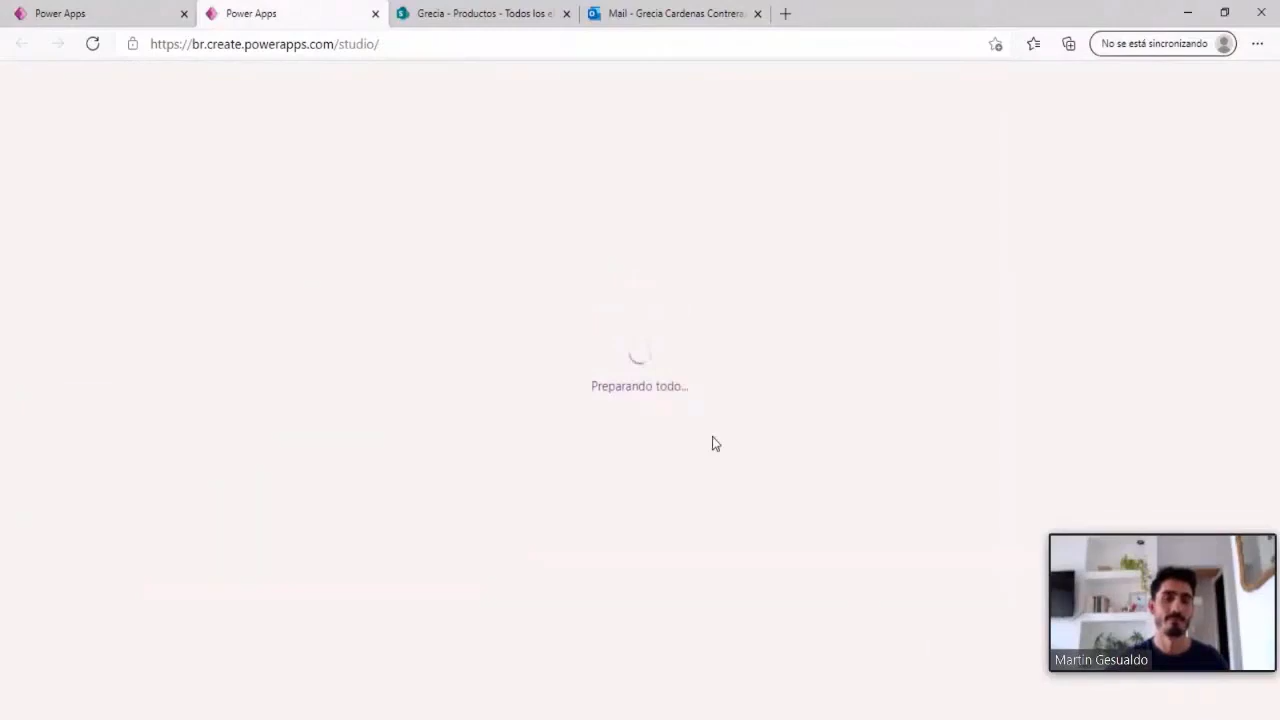 Power Apps
Power Apps
Grecia - Productos - Todos los e
Mail - Grecia Cardenas Contrera
https://br.create.powerapps.com/studio/
No se está sincronizando
Preparando todo...
Martin Gesualdo